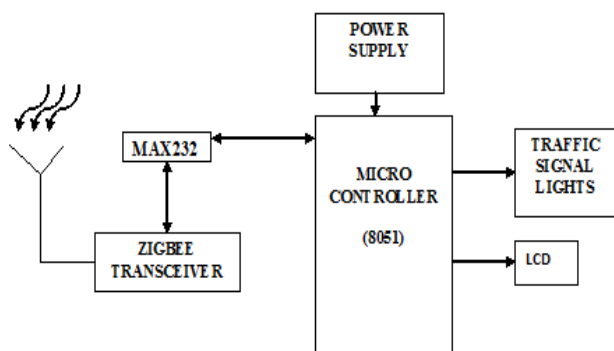 POWER
SUPPLY
MAX232
MICRO
CONTROLLER
(8051)
TRAFFIC
SIGNAL
LIGHTS
ZIGBEE
TRANSCEIVER
LCD